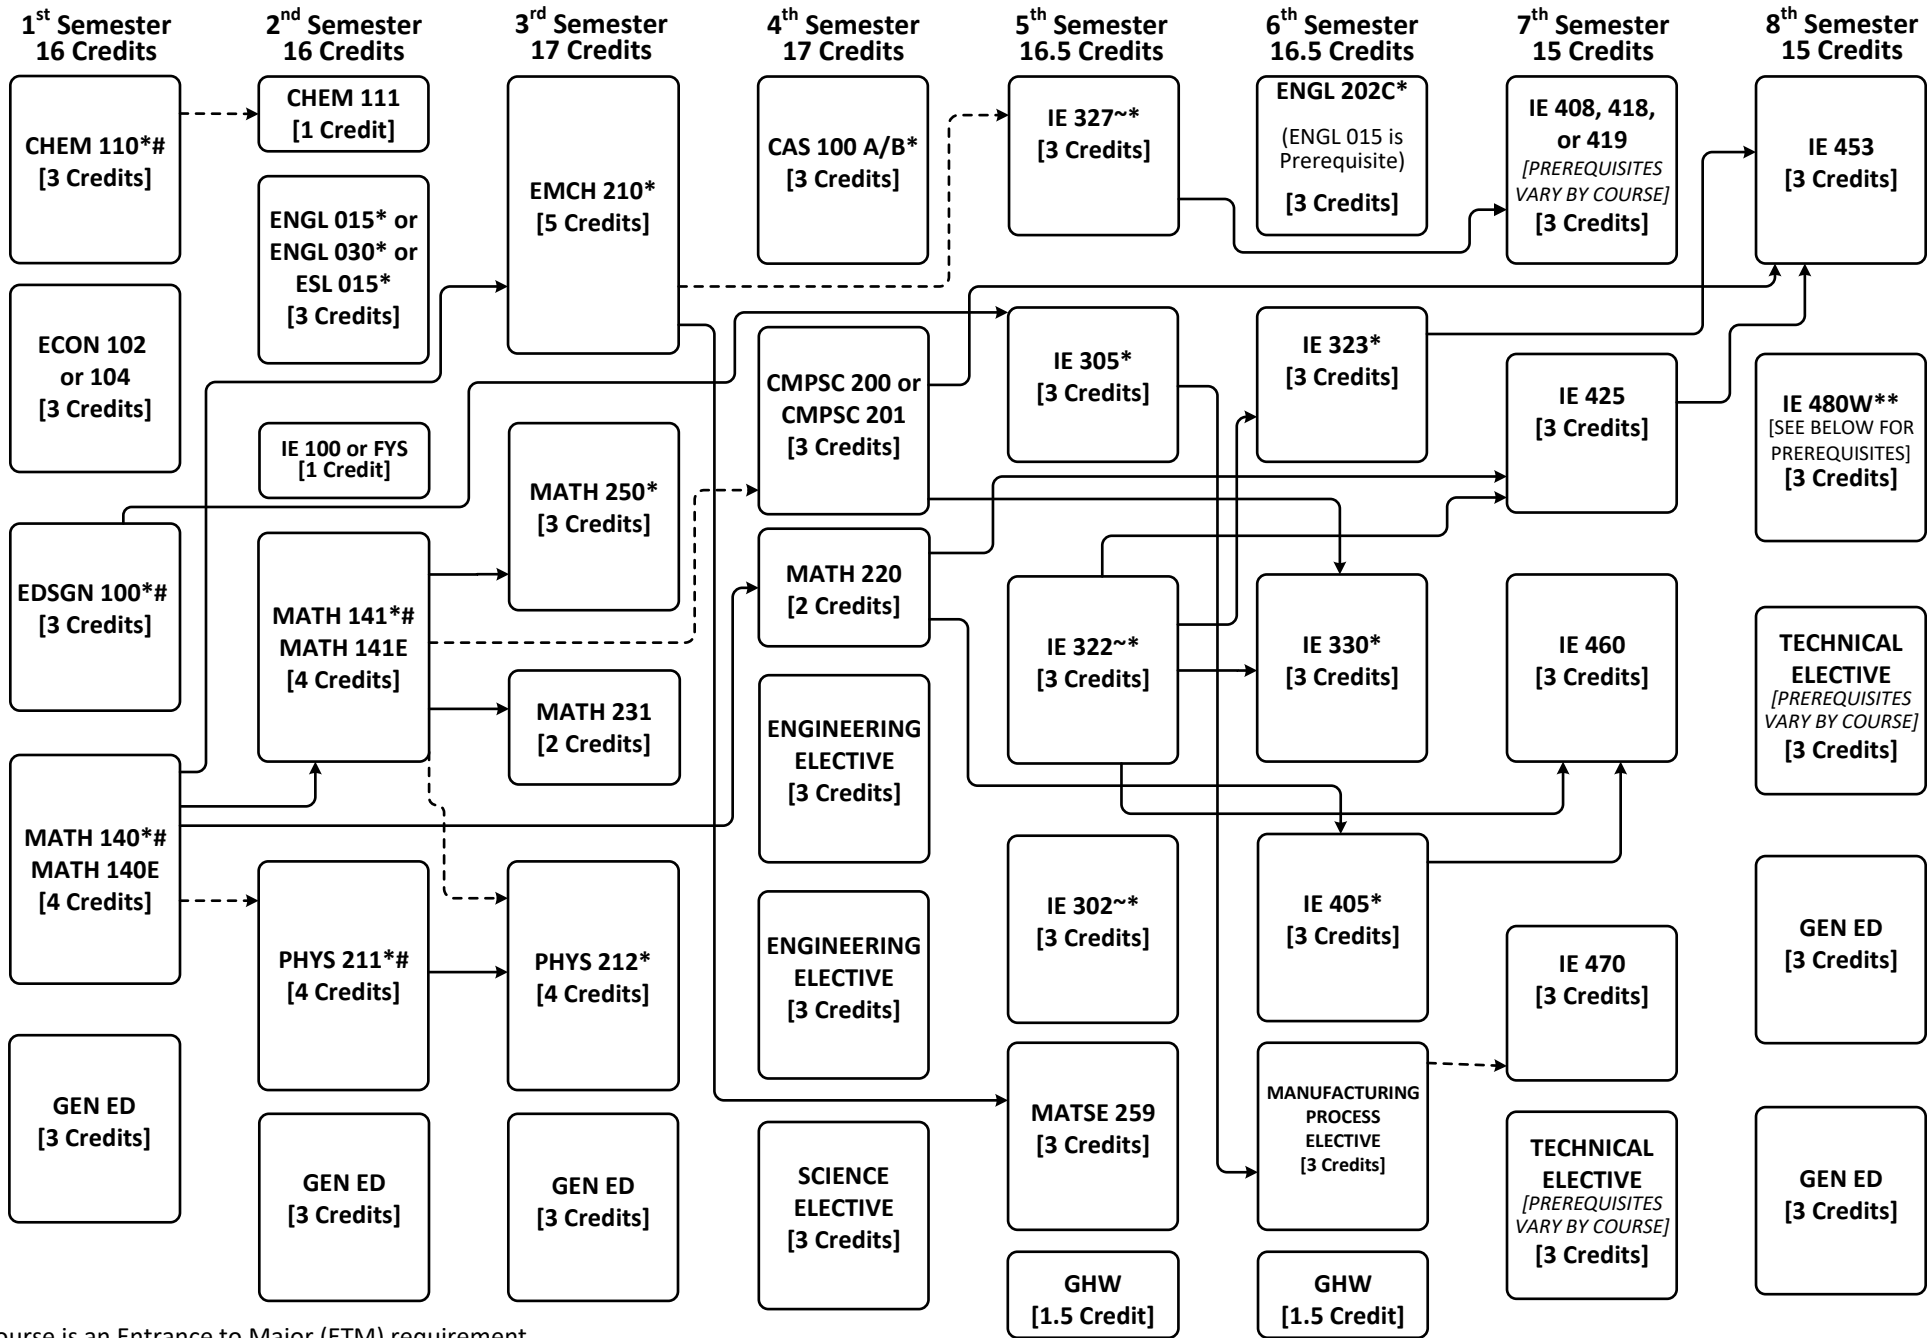 1st Semester
16 Credits
2nd Semester
16 Credits
3rd Semester
17 Credits
4th Semester
17 Credits
5th Semester
16.5 Credits
6th Semester
16.5 Credits
7th Semester
15 Credits
8th Semester
15 Credits
CHEM 110*#
[3 Credits]
ECON 102
or 104
[3 Credits]
EDSGN 100*#
[3 Credits]
MATH 140*#
MATH 140E
[4 Credits]
GEN ED
[3 Credits]
CHEM 111
[1 Credit]
ENGL 015* or
ENGL 030* or
ESL 015*
[3 Credits]
IE 100 or FYS
[1 Credit]
MATH 141*#
MATH 141E
[4 Credits]
PHYS 211*#
[4 Credits]
GEN ED
[3 Credits]
EMCH 210*
[5 Credits]
MATH 250*
[3 Credits]
MATH 231
[2 Credits]
PHYS 212*
[4 Credits]
GEN ED
[3 Credits]
CAS 100 A/B*
[3 Credits]
CMPSC 200 or
CMPSC 201
[3 Credits]
MATH 220
[2 Credits]
ENGINEERING
ELECTIVE
[3 Credits]
ENGINEERING
ELECTIVE
[3 Credits]
SCIENCE
ELECTIVE
[3 Credits]
IE 327~*
[3 Credits]
IE 305*
[3 Credits]
IE 322~*
[3 Credits]
IE 302~*
[3 Credits]
MATSE 259
[3 Credits]
GHW
[1.5 Credit]
ENGL 202C*
(ENGL 015 is
Prerequisite)
[3 Credits]
IE 323*
[3 Credits]
IE 330*
[3 Credits]
IE 405*
[3 Credits]
MANUFACTURING
PROCESS
ELECTIVE
[3 Credits]
GHW
[1.5 Credit]
IE 408, 418,
or 419
[PREREQUISITES
VARY BY COURSE]
[3 Credits]
IE 425
[3 Credits]
IE 460
[3 Credits]
IE 470
[3 Credits]
TECHNICAL
ELECTIVE
[PREREQUISITES
VARY BY COURSE]
[3 Credits]
IE 453
[3 Credits]
IE 480W**
[SEE BELOW FOR
PREREQUISITES]
[3 Credits]
TECHNICAL
ELECTIVE
[PREREQUISITES
VARY BY COURSE]
[3 Credits]
GEN ED
[3 Credits]
GEN ED
[3 Credits]
ourse is an Entrance to Major (ETM) requirement